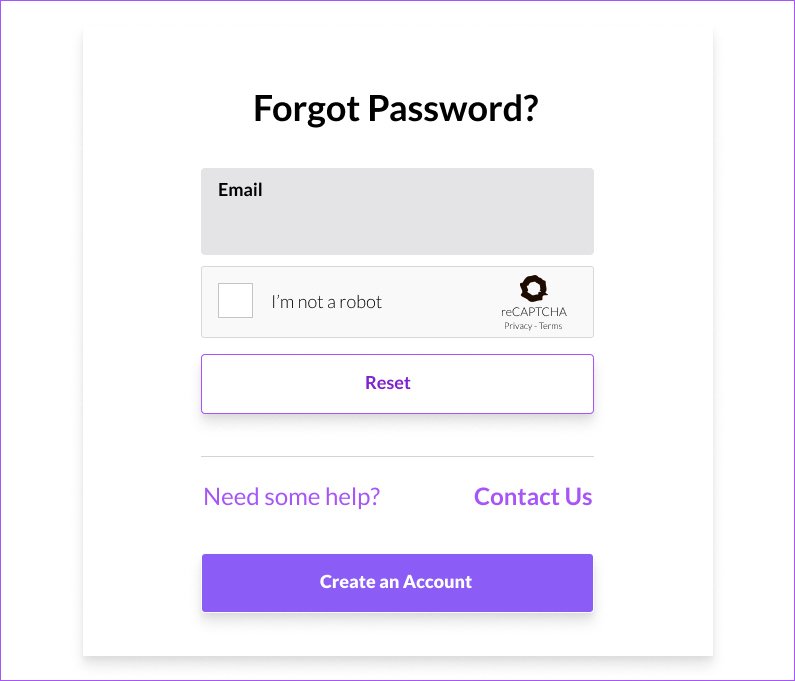 Forgot Password?
Email
I’m not a robot
reCAPTCHA
Privacy - Terms
Reset
Need some help? Contact Us
Create an Account